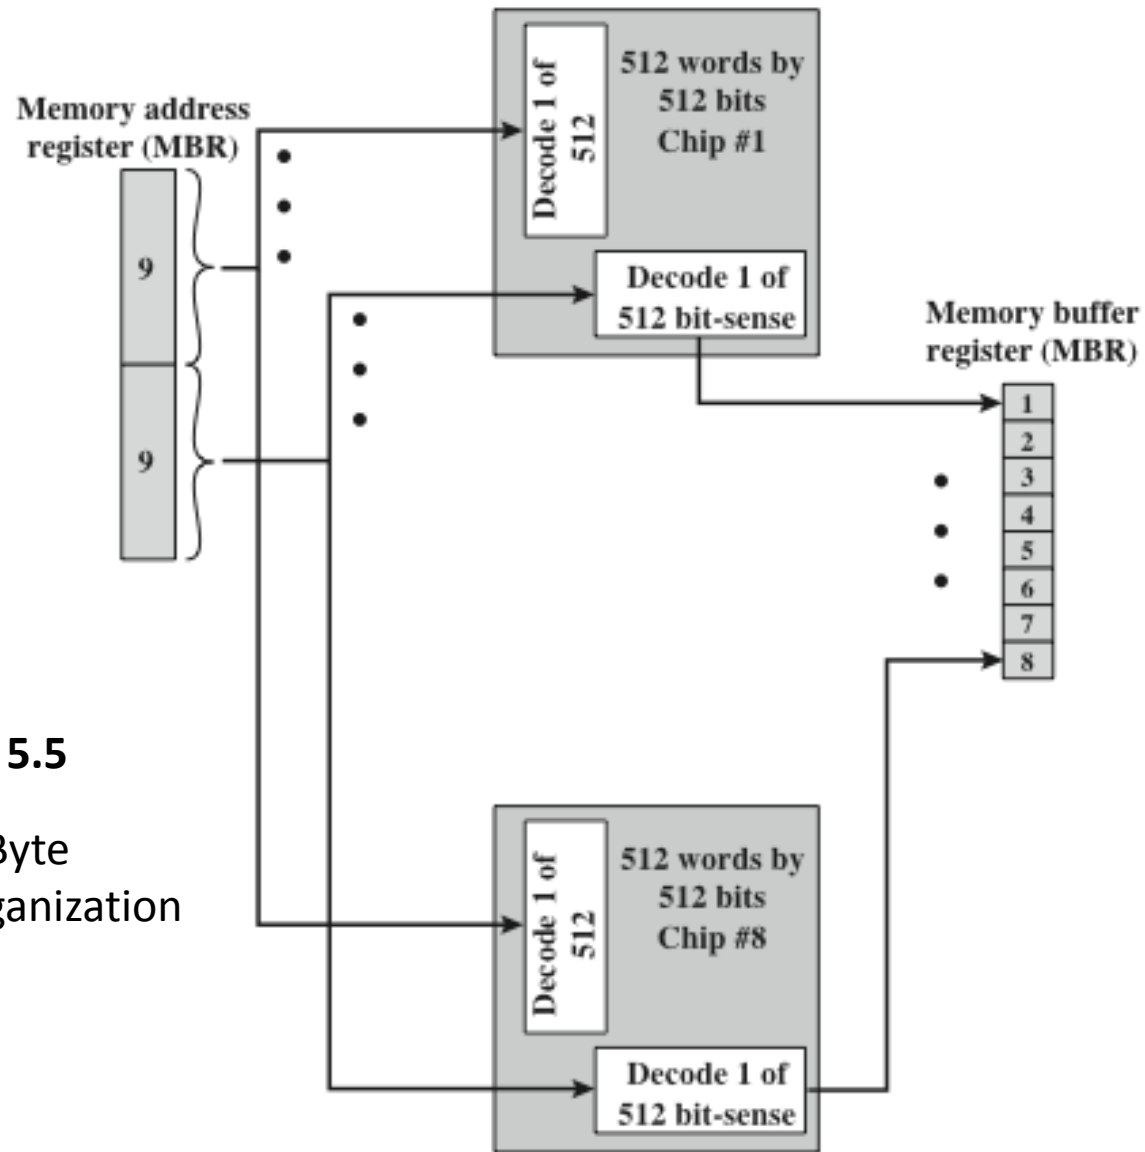 Memory address
register (MBR)
9
9
Decode 1 of
512
512 words by
512 bits
Chip #1
Decode 1 of
512 bit-sense
Memory buffer
register (MBR)
1
2
3
4
5
6
7
8
5.5
Byte
ganization
Decode 1 of
512
512 words by
512 bits
Chip #8
Decode 1 of
512 bit-sense